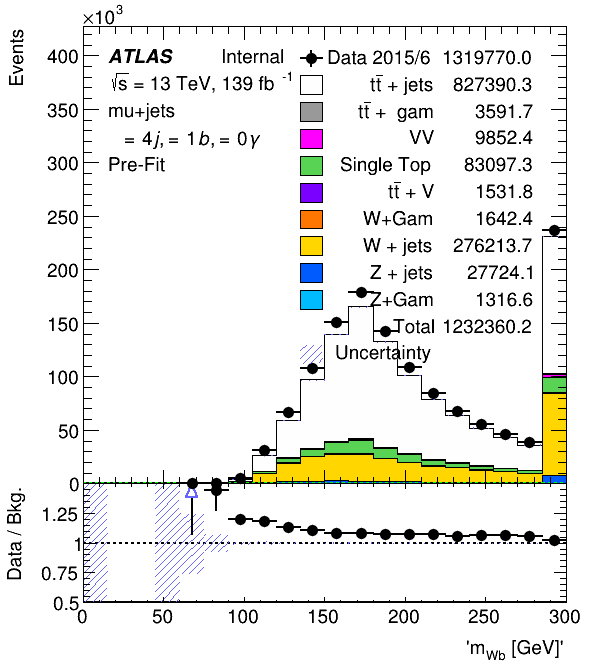 ×10³
Events
400
350
300
250
200
150
100
50
0
ATLAS Internal
√s = 13 TeV, 139 fb⁻¹
mu+jets
= 4j, = 1b, = 0γ
Pre-Fit
Data 2015/6 1319770.0
tt̄ + jets 827390.3
tt̄ + gam 3591.7
VV 9852.4
Single Top 83097.3
tt̄ + V 1531.8
W+Gam 1642.4
W + jets 276213.7
Z + jets 27724.1
Z+Gam 1316.6
Total 1232360.2
Uncertainty
Data / Bkg.
1.25
1
0.75
0.5
0 50 100 150 200 250 300
'm_Wb [GeV]'